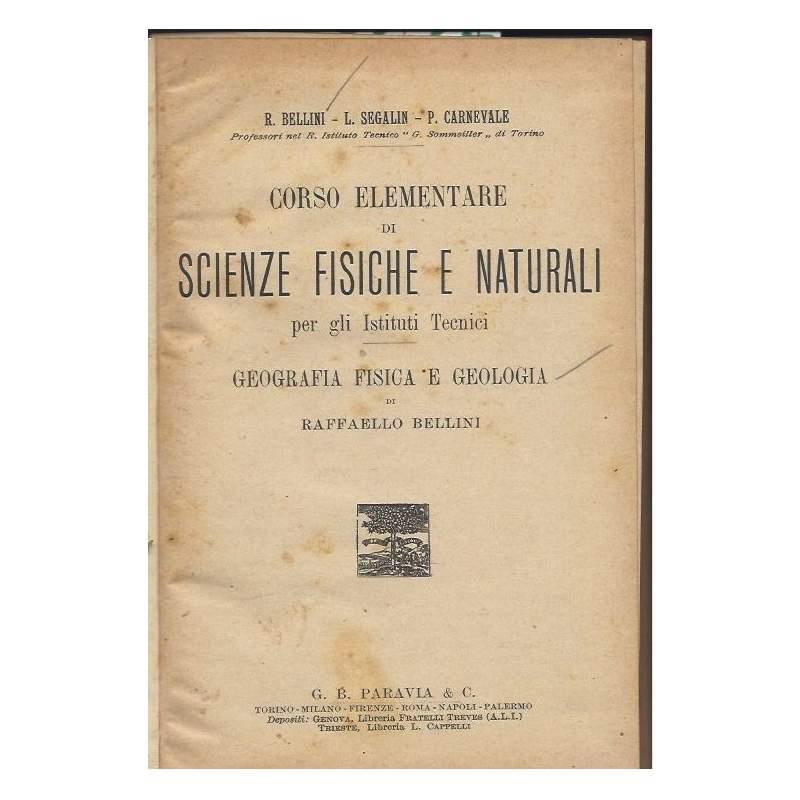 R. BELLINI - L. SEGALIN - P. CARNEVALE
Professori nel R. Istituto Tecnico " G. Sommeiller „ di Torino
CORSO ELEMENTARE
DI
SCIENZE FISICHE E NATURALI
per gli Istituti Tecnici
GEOGRAFIA FISICA E GEOLOGIA
DI
RAFFAELLO BELLINI
G. B. PARAVIA & C.
TORINO - MILANO - FIRENZE - ROMA - NAPOLI - PALERMO
Depositi: GENOVA, Libreria FRATELLI TREVES (A.L.I.)
TRIESTE, Libreria L. CAPPELLI